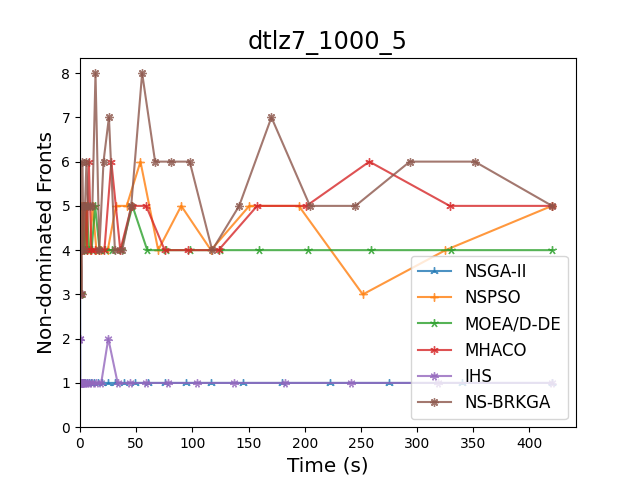 dtlz7_1000_5
Non-dominated Fronts
8
7
6
5
4
3
2
1
0
0 50 100 150 200 250 300 350 400
Time (s)
NSGA-II
NSPSO
MOEA/D-DE
MHACO
IHS
NS-BRKGA